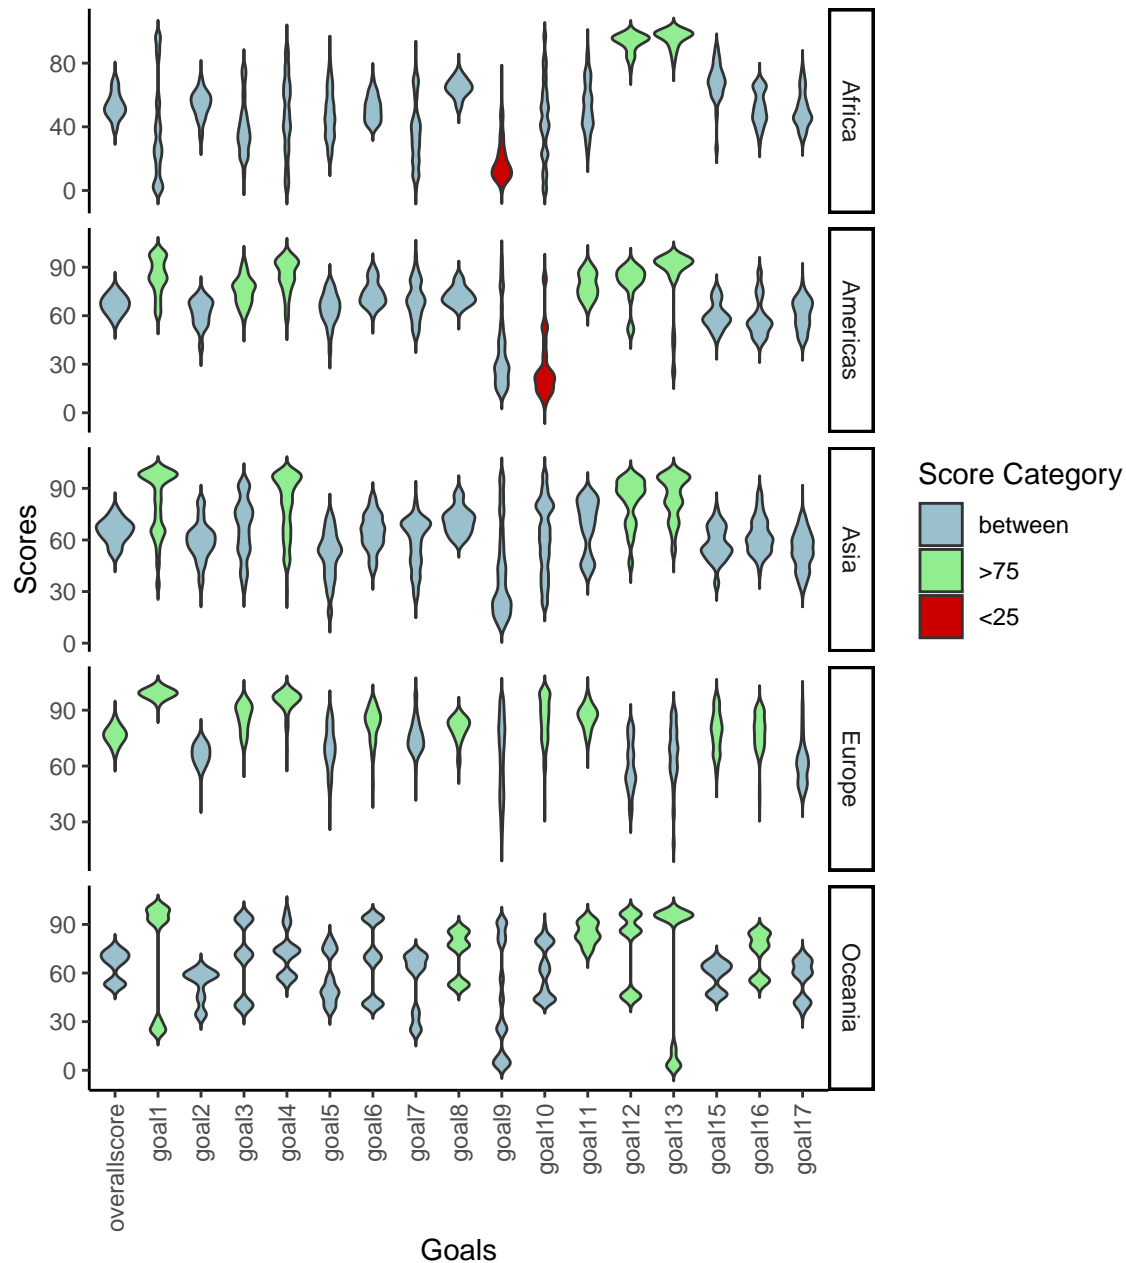 80
40
0
Africa
90
60
30
0
Americas
90
60
30
0
Asia
90
60
30
Europe
90
60
30
0
Oceania
Scores
overallscore
goal1
goal2
goal3
goal4
goal5
goal6
goal7
goal8
goal9
goal10
goal11
goal12
goal13
goal15
goal16
goal17
Goals
Score Category
between
>75
<25